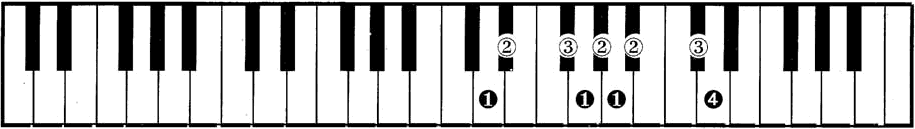 ② ③ ② ② ③
❶ ❶ ❶ ❹